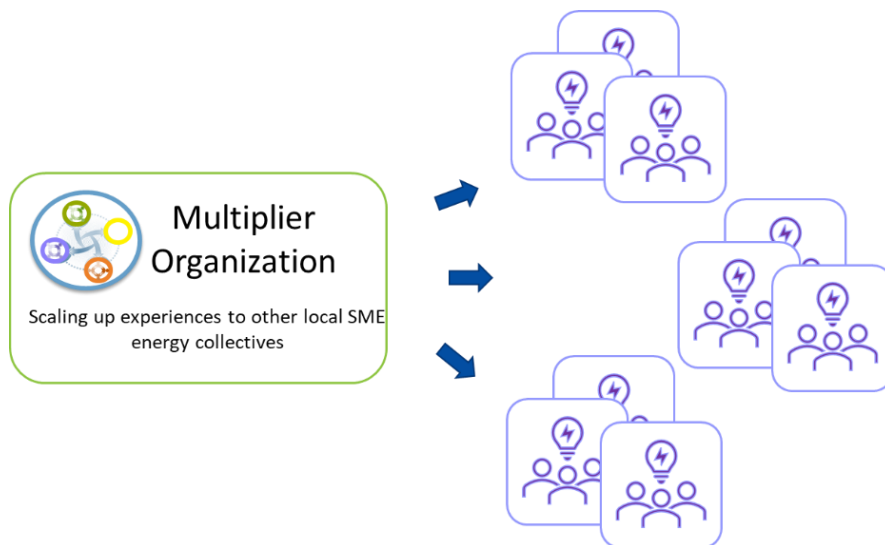 Multiplier
Organization
Scaling up experiences to other local SME
energy collectives